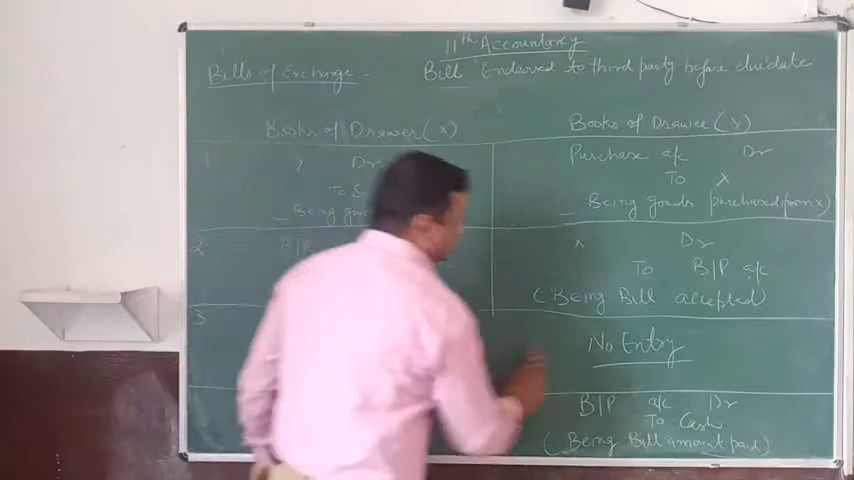 11th Accountancy
Bills of Exchange -
Bill Endorsed to third party before due date
Books of Drawer (x)
1 y Dr
To
Being
2 B|R
3
Books of Drawee (y)
Purchase a/c Dr
To x
Being goods purchased from x)
x Dr
To B|P a/c
(Being Bill accepted)
No Entry
B|P a/c Dr
To Cash
(Being Bill amount paid)